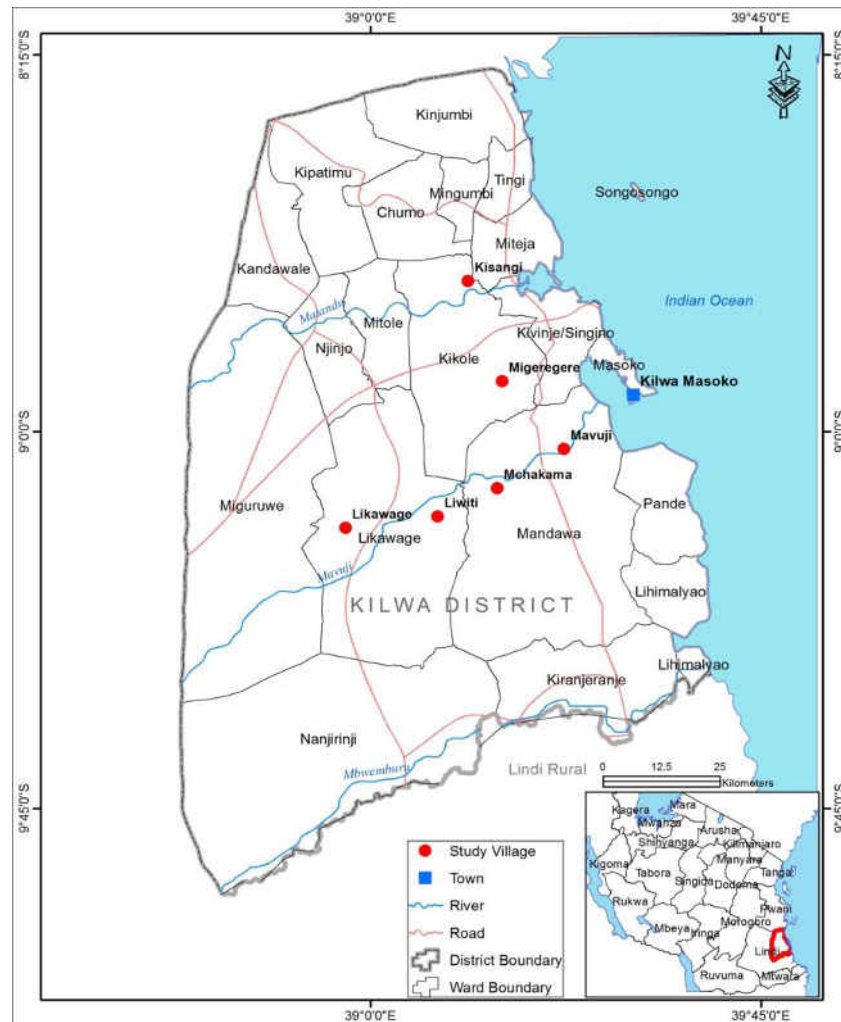 39°0'0"E
39°45'0"E
8°15'0"S
8°15'0"S
N
Kinjumbi
Kipatimu
Tingi
Mingumbi
Songosongo
Chumo
Miteja
Kandawale
Kisangi
Matandu
Mitole
Indian Ocean
Kivinje/Singino
Njinjo
Kikole
Masoko
Migeregere
Kilwa Masoko
9°0'0"S
9°0'0"S
Mavuji
Mchakama
Miguruwe
Likawage
Liwiti
Pande
Likawage
Mandawa
Mavuji
Lihimalyao
KILWA DISTRICT
Lihimalyao
Kiranjeranje
Nanjirinji
Mbwemburu
Lindi Rural
0 12.5 25
Kilometers
9°45'0"S
9°45'0"S
Study Village
Town
River
Road
District Boundary
Ward Boundary
Kagera
Mara
Mwanza
Arusha
Shinyanga
Kilimanjaro
Manyara
Kigoma
Tabora
Tanga
Singida
Dodoma
Pwani
Rukwa
Morogoro
Mbeya
Iringa
Lindi
Ruvuma
Mtwara
39°0'0"E
39°45'0"E